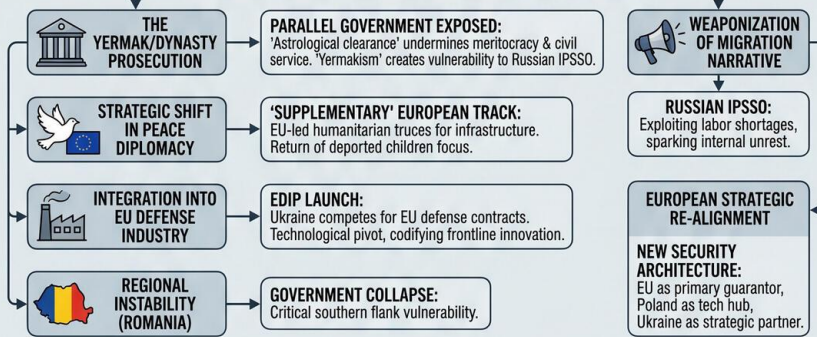 THE
YERMAK/DYNASTY
PROSECUTION
PARALLEL GOVERNMENT EXPOSED:
'Astrological clearance' undermines meritocracy & civil
service. 'Yermakism' creates vulnerability to Russian IPSSO.
STRATEGIC SHIFT
IN PEACE
DIPLOMACY
‘SUPPLEMENTARY’ EUROPEAN TRACK:
EU-led humanitarian truces for infrastructure.
Return of deported children focus.
INTEGRATION INTO
EU DEFENSE
INDUSTRY
EDIP LAUNCH:
Ukraine competes for EU defense contracts.
Technological pivot, codifying frontline innovation.
REGIONAL
INSTABILITY
(ROMANIA)
GOVERNMENT COLLAPSE:
Critical southern flank vulnerability.
WEAPONIZATION
OF MIGRATION
NARRATIVE
RUSSIAN IPSSO:
Exploiting labor shortages,
sparking internal unrest.
EUROPEAN STRATEGIC
RE-ALIGNMENT
NEW SECURITY
ARCHITECTURE:
EU as primary guarantor,
Poland as tech hub,
Ukraine as strategic partner.